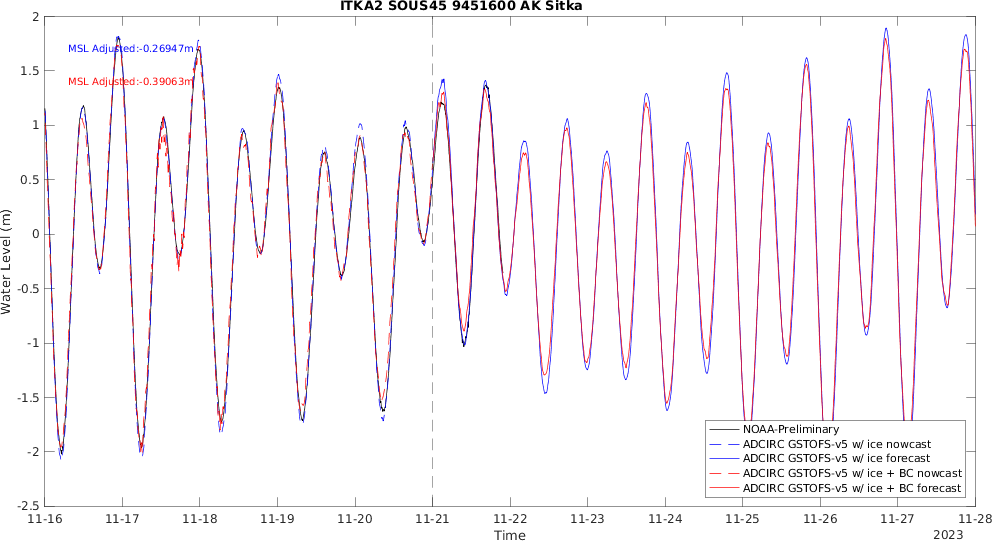 ITKA2 SOUS45 9451600 AK Sitka
2
1.5
1
0.5
0
-0.5
-1
-1.5
-2
-2.5
Water Level (m)
MSL Adjusted:-0.26947m
MSL Adjusted:-0.39063m
NOAA-Preliminary
ADCIRC GSTOFS-v5 w/ ice nowcast
ADCIRC GSTOFS-v5 w/ ice forecast
ADCIRC GSTOFS-v5 w/ ice + BC nowcast
ADCIRC GSTOFS-v5 w/ ice + BC forecast
11-16 11-17 11-18 11-19 11-20 11-21 11-22 11-23 11-24 11-25 11-26 11-27 11-28
Time
2023